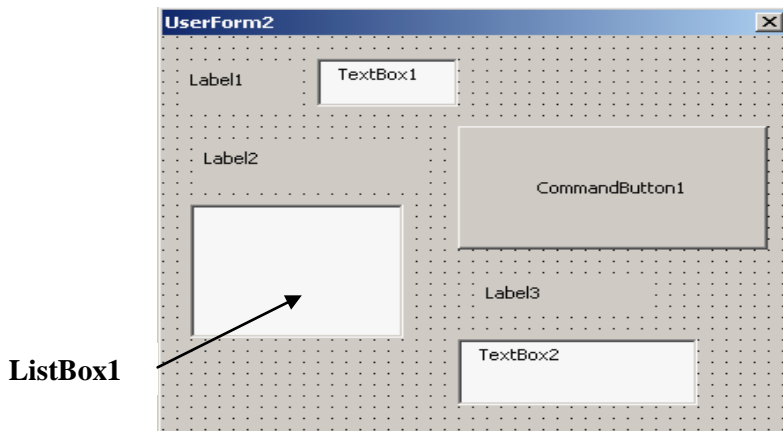 UserForm2
Label1
TextBox1
Label2
CommandButton1
Label3
ListBox1
TextBox2